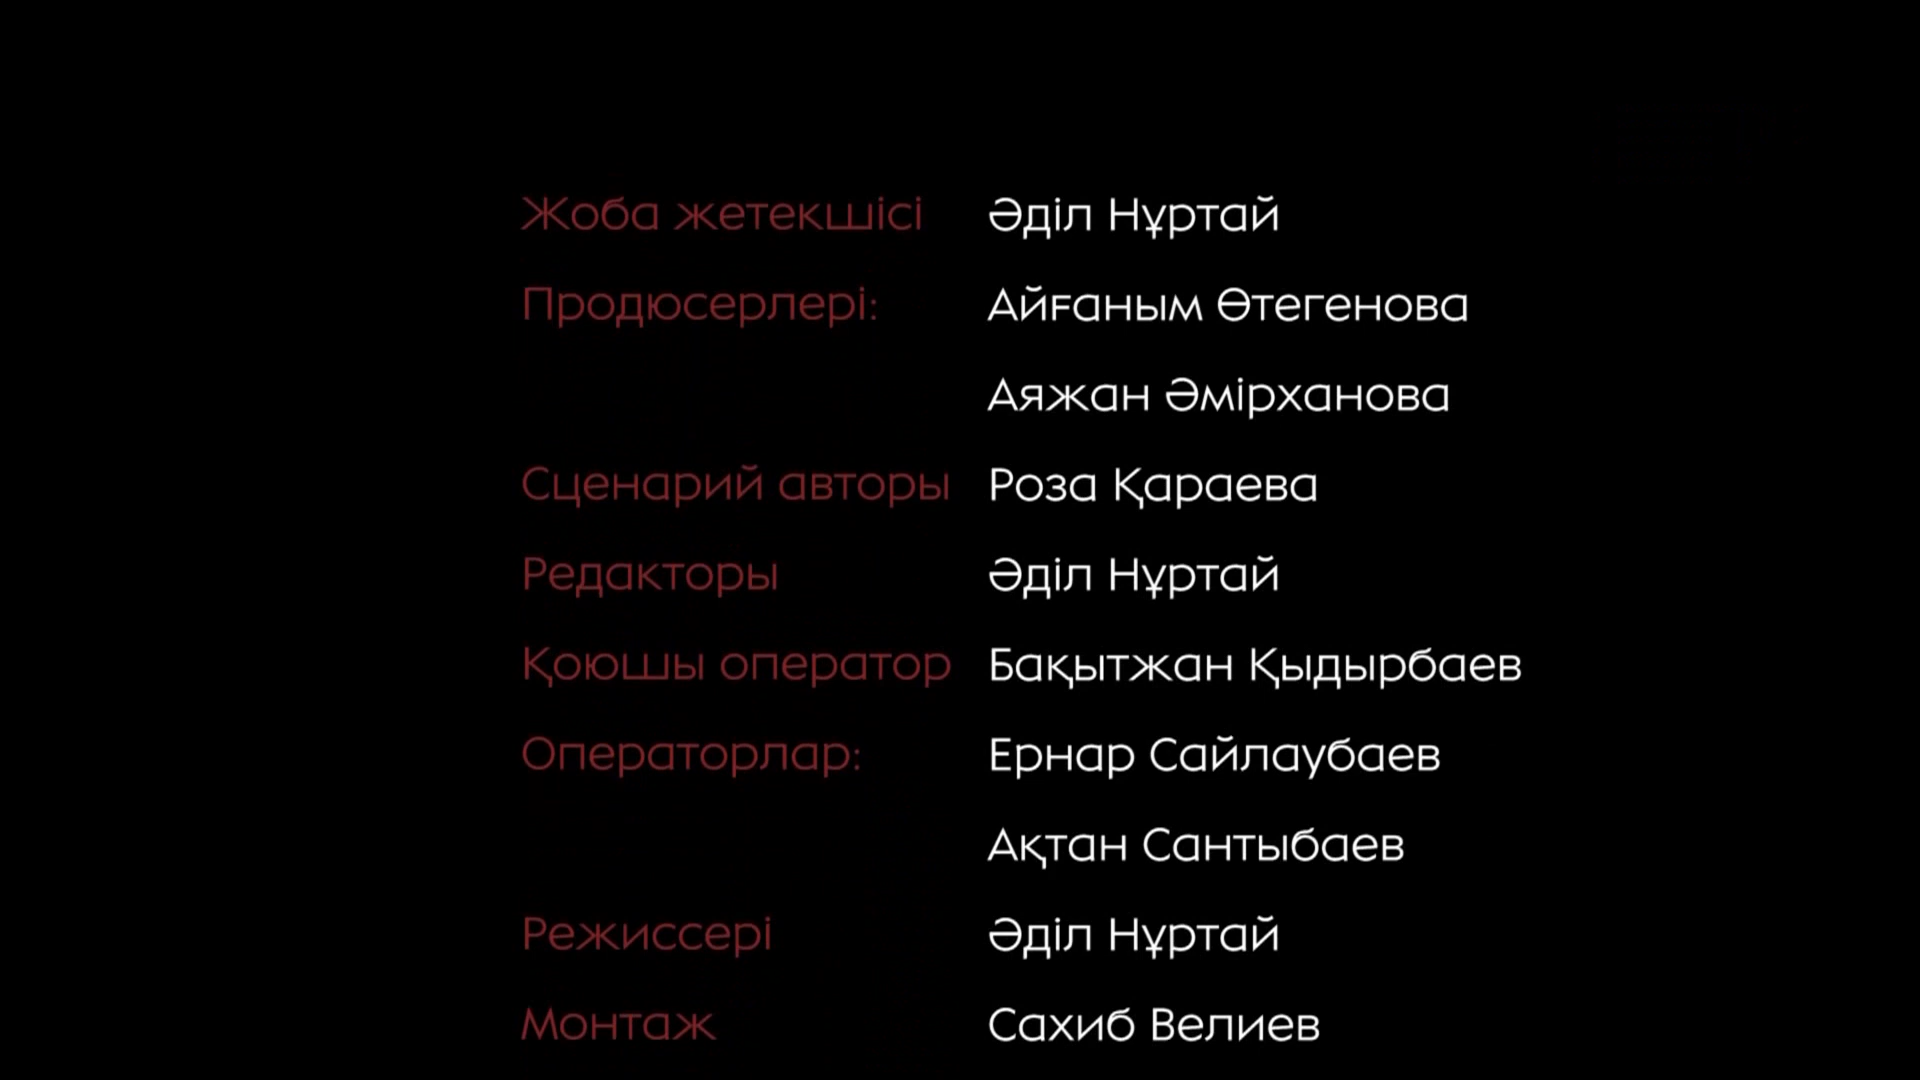 Жоба жетекшісі Әділ Нұртай
Продюсерлері: Айғаным Өтегенова
Аяжан Әмірханова
Сценарий авторы Роза Қараева
Редакторы Әділ Нұртай
Қоюшы оператор Бақытжан Қыдырбаев
Операторлар: Ернар Сайлаубаев
Ақтан Сантыбаев
Режиссері Әділ Нұртай
Монтаж Сахиб Велиев